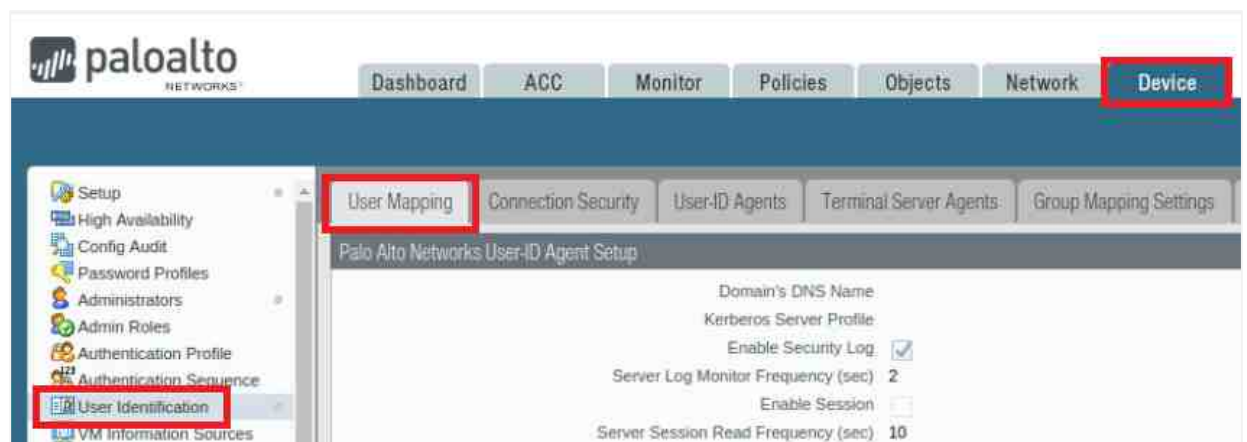 paloalto
NETWORKS
Dashboard ACC Monitor Policies Objects Network Device
Setup
High Availability
Config Audit
Password Profiles
Administrators
Admin Roles
Authentication Profile
Authentication Sequence
User Identification
VM Information Sources
User Mapping Connection Security User-ID Agents Terminal Server Agents Group Mapping Settings
Palo Alto Networks User-ID Agent Setup
Domain's DNS Name
Kerberos Server Profile
Enable Security Log
Server Log Monitor Frequency (sec) 2
Enable Session
Server Session Read Frequency (sec) 10